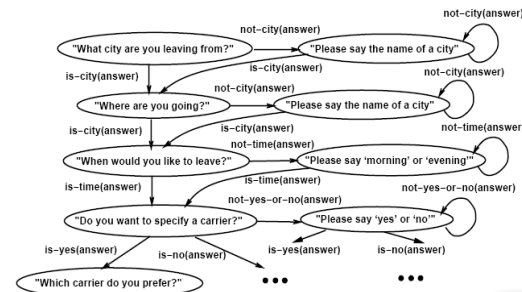 not-city(answer)
not-city(answer)
"What city are you leaving from?"
"Please say the name of a city"
is-city(answer)
is-city(answer)
not-city(answer)
not-city(answer)
"Where are you going?"
"Please say the name of a city"
is-city(answer)
is-city(answer)
not-time(answer)
not-time(answer)
"When would you like to leave?"
"Please say 'morning' or 'evening'"
is-time(answer)
is-time(answer)
not-yes-or-no(answer)
not-yes-or-no(answer)
"Do you want to specify a carrier?"
"Please say 'yes' or 'no'"
is-yes(answer)
is-no(answer)
is-yes(answer)
is-no(answer)
"Which carrier do you prefer?"
•••
•••